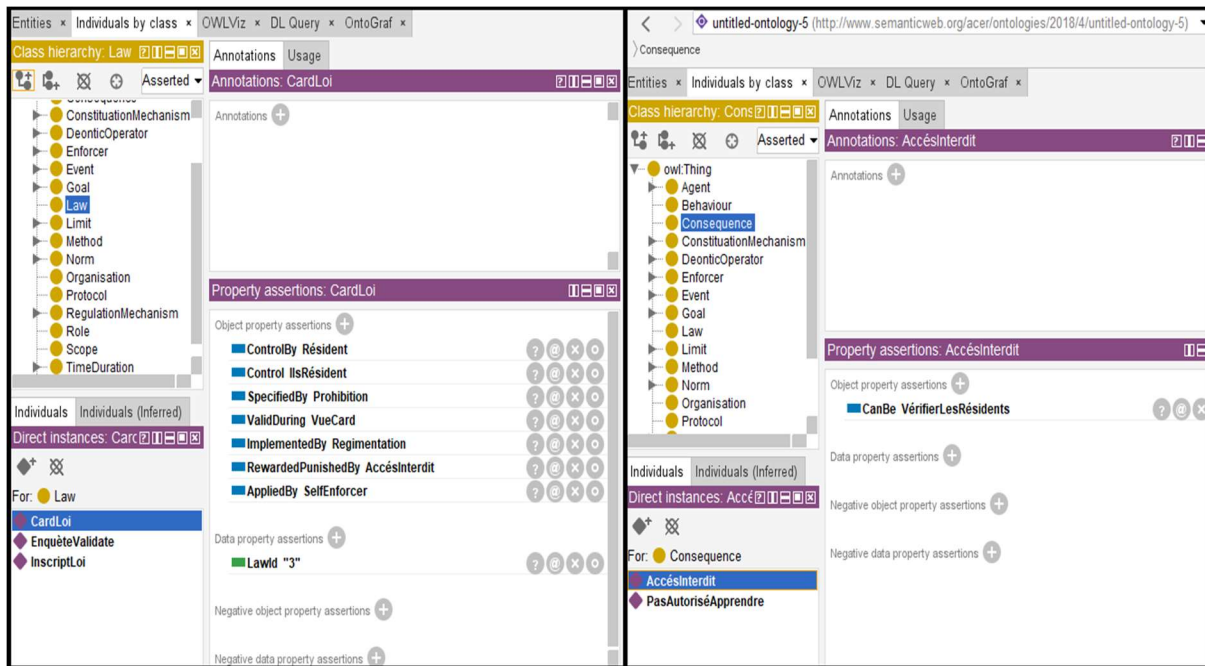 Entities × Individuals by class × OWLViz × DL Query × OntoGraf ×
Class hierarchy: Law
Asserted
ConstituationMechanism
DeonticOperator
Enforcer
Event
Goal
Law
Limit
Method
Norm
Organisation
Protocol
RegulationMechanism
Role
Scope
TimeDuration
Individuals Individuals (Inferred)
Direct instances: Card
For: Law
CardLoi
EnquèteValidate
InscriptLoi
Annotations Usage
Annotations: CardLoi
Annotations
Property assertions: CardLoi
Object property assertions
ControlBy Résident
Control IlsRésident
SpecifiedBy Prohibition
ValidDuring VueCard
ImplementedBy Regimentation
RewardedPunishedBy AccésInterdit
AppliedBy SelfEnforcer
Data property assertions
LawId "3"
Negative object property assertions
Negative data property assertions
untitled-ontology-5 (http://www.semanticweb.org/acer/ontologies/2018/4/untitled-ontology-5)
Consequence
Entities × Individuals by class × OWLViz × DL Query × OntoGraf ×
Class hierarchy: Cons
Asserted
owl:Thing
Agent
Behaviour
Consequence
ConstituationMechanism
DeonticOperator
Enforcer
Event
Goal
Law
Limit
Method
Norm
Organisation
Protocol
Individuals Individuals (Inferred)
Direct instances: Accé
For: Consequence
AccésInterdit
PasAutoriséApprendre
Annotations Usage
Annotations: AccésInterdit
Annotations
Property assertions: AccésInterdit
Object property assertions
CanBe VérifierLesRésidents
Data property assertions
Negative object property assertions
Negative data property assertions